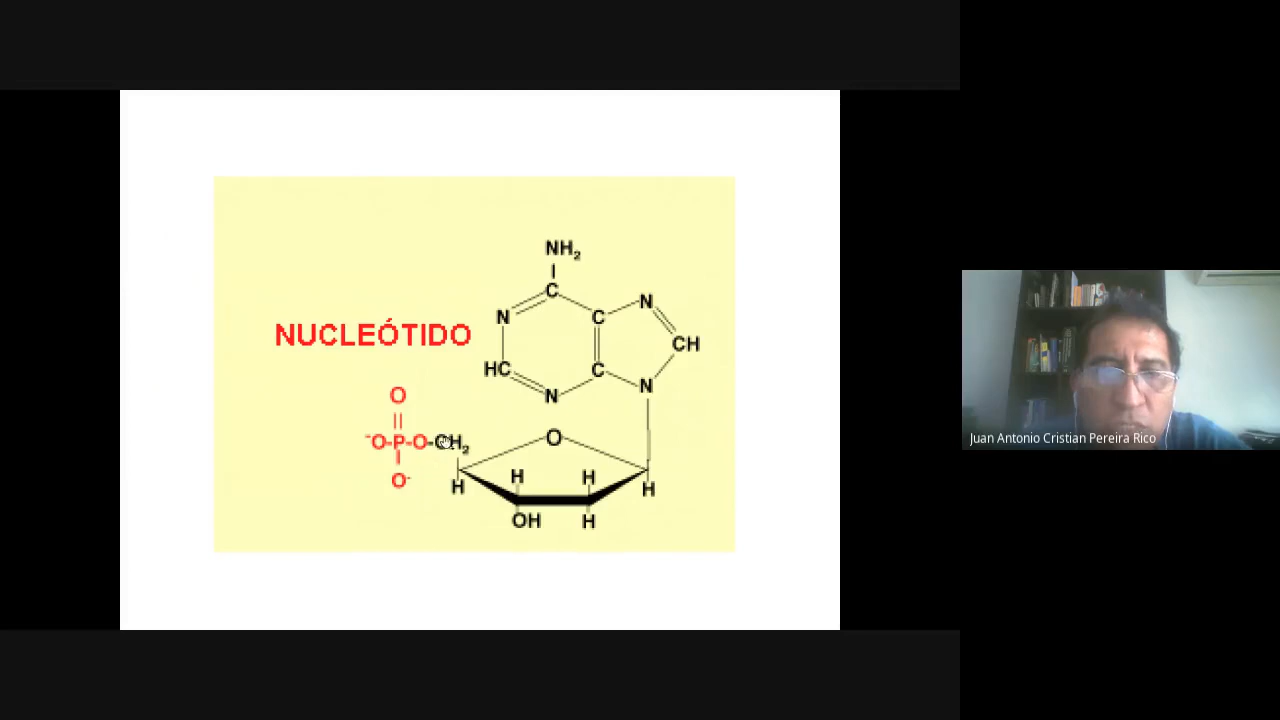 NH₂
C
N C N
NUCLEÓTIDO
CH
HC C
N N
O
⁻O-P-O-CH₂ O
O⁻ H H H H
OH H
Juan Antonio Cristian Pereira Rico